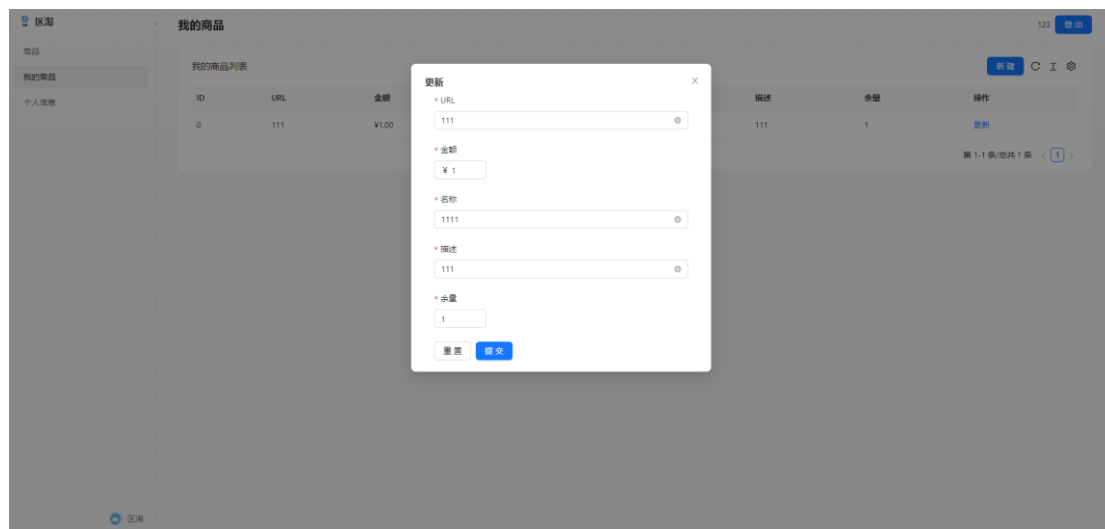 区淘
我的商品
123 登出
商品
我的商品
个人信息
我的商品列表
新建
ID URL 金额 描述 余量 操作
0 111 ¥1.00 111 1 更新
第 1-1 条/总共 1 条 1
更新
* URL
111
* 金额
¥ 1
* 名称
1111
* 描述
111
* 余量
1
重置 提交
区淘